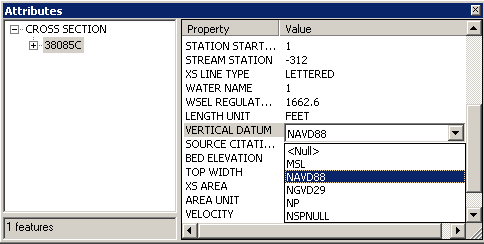 Attributes
CROSS SECTION
38085C
Property Value
STATION START... 1
STREAM STATION -312
XS LINE TYPE LETTERED
WATER NAME 1
WSEL REGULAT... 1662.6
LENGTH UNIT FEET
VERTICAL DATUM NAVD88
SOURCE CITATI...
<Null>
BED ELEVATION
MSL
TOP WIDTH
NAVD88
XS AREA
NGVD29
AREA UNIT
NP
VELOCITY
NSPNULL
1 features